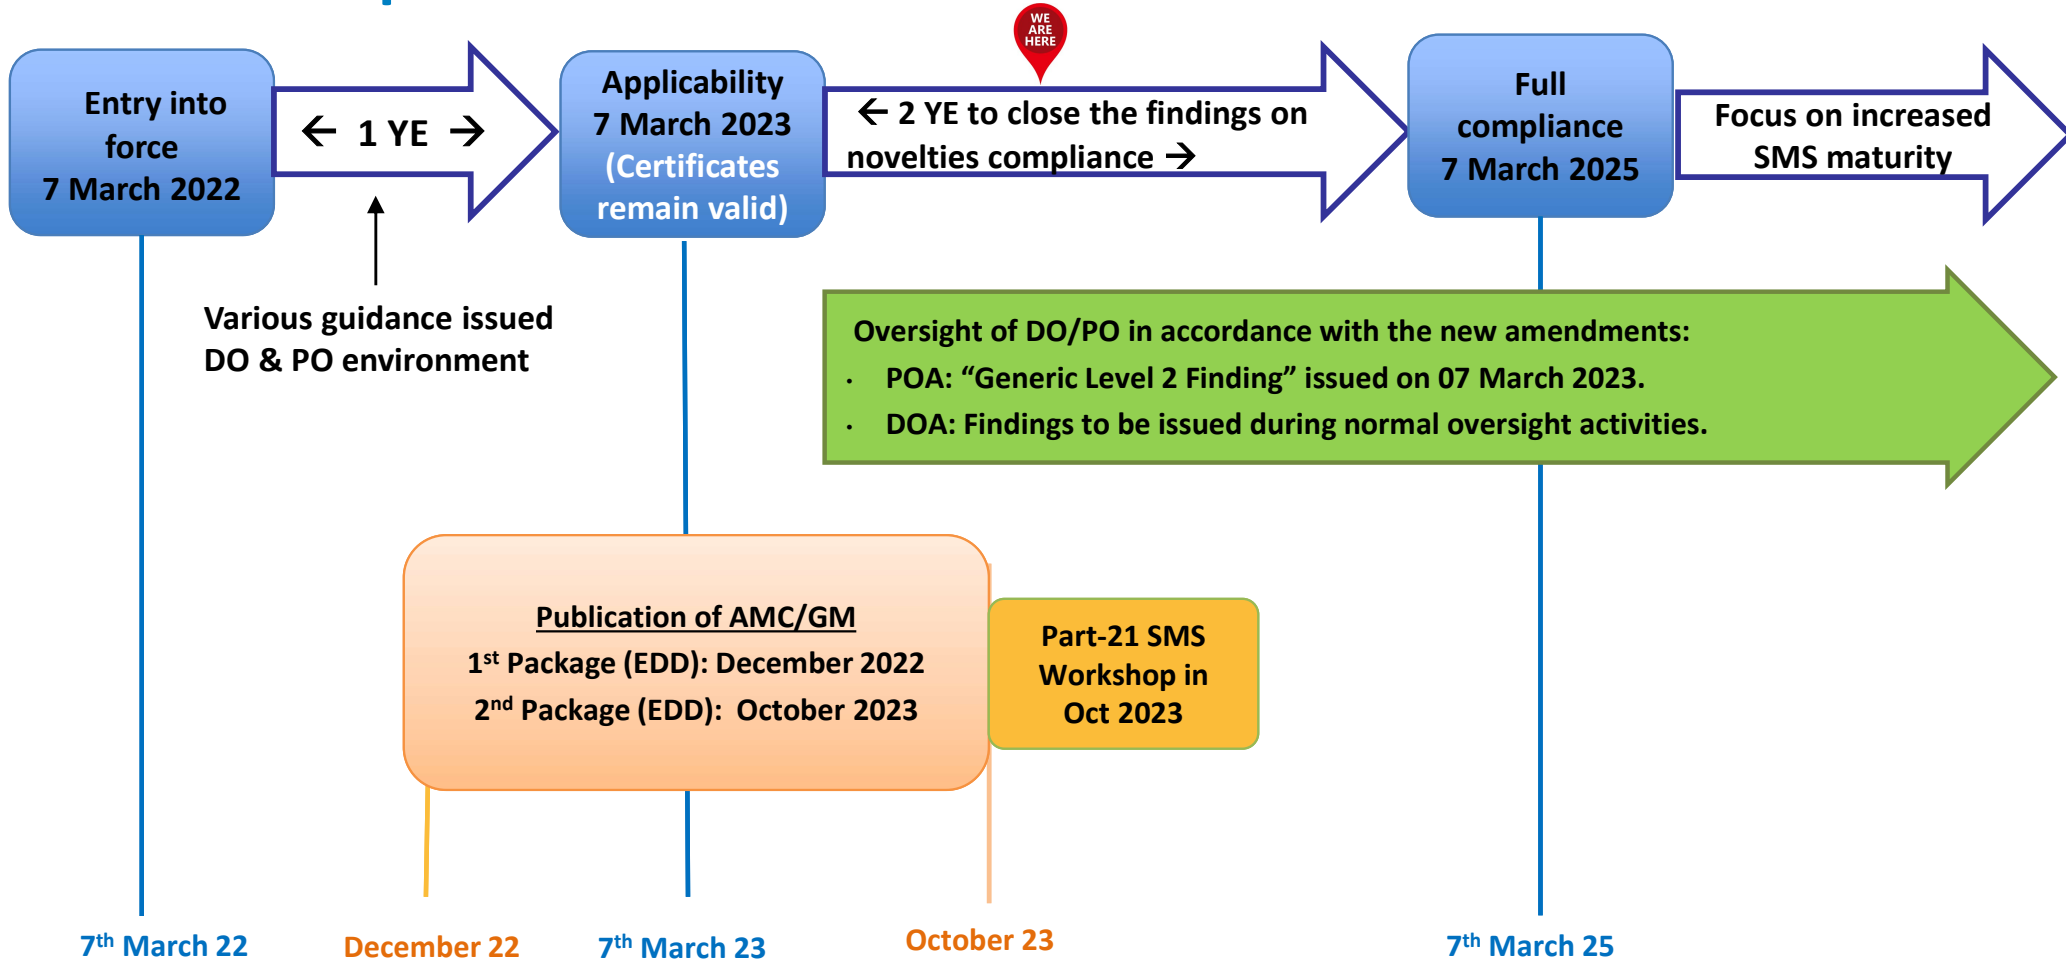 WE
ARE
HERE
Entry into
force
7 March 2022
← 1 YE →
Applicability
7 March 2023
(Certificates
remain valid)
← 2 YE to close the findings on
novelties compliance →
Full
compliance
7 March 2025
Focus on increased
SMS maturity
Various guidance issued
DO & PO environment
Oversight of DO/PO in accordance with the new amendments:
· POA: “Generic Level 2 Finding” issued on 07 March 2023.
· DOA: Findings to be issued during normal oversight activities.
Publication of AMC/GM
1st Package (EDD): December 2022
2nd Package (EDD): October 2023
Part-21 SMS
Workshop in
Oct 2023
7th March 22
December 22
7th March 23
October 23
7th March 25